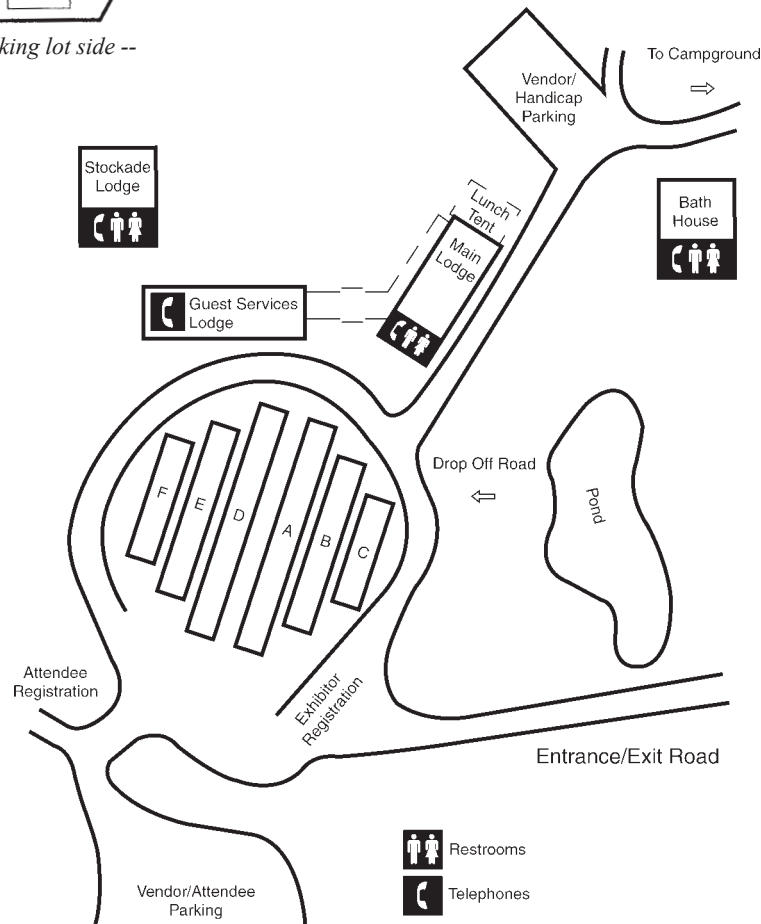 king lot side --
To Campground
Vendor/
Handicap
Parking
Stockade
Lodge
Bath
House
Lunch
Tent
Main
Lodge
Guest Services
Lodge
Drop Off Road
Pond
F
E
D
A
B
C
Attendee
Registration
Exhibitor
Registration
Entrance/Exit Road
Restrooms
Telephones
Vendor/Attendee
Parking